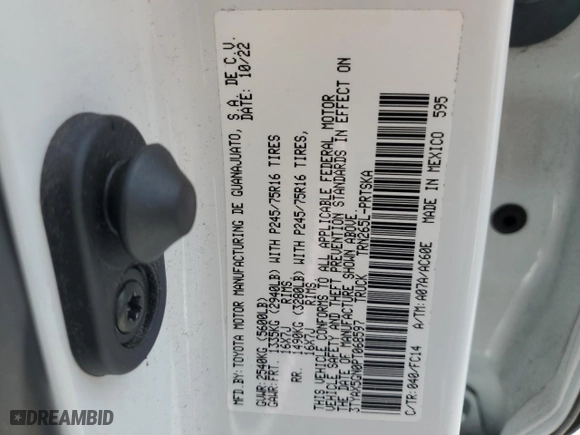 MFD.BY:TOYOTA MOTOR MANUFACTURING DE GUANAJUATO, S.A. DE C.V.
DATE: 10/22
GVWR:2540KG (5600LB)
GAWR:FRT. 1335KG (2940LB) WITH P245/75R16 TIRES,
16X7J RIMS
RR. 1490KG (3280LB) WITH P245/75R16 TIRES,
16X7J RIMS
THIS VEHICLE CONFORMS TO ALL APPLICABLE FEDERAL MOTOR
VEHICLE SAFETY AND THEFT PREVENTION STANDARDS IN EFFECT ON
THE DATE OF MANUFACTURE SHOWN ABOVE.
3TYAX5GN0PT068597 TRUCK TRN265L-PRTSKA
C/TR:040/FC14 A/TM:A07A/AC60E MADE IN MEXICO 595
DREAMBID